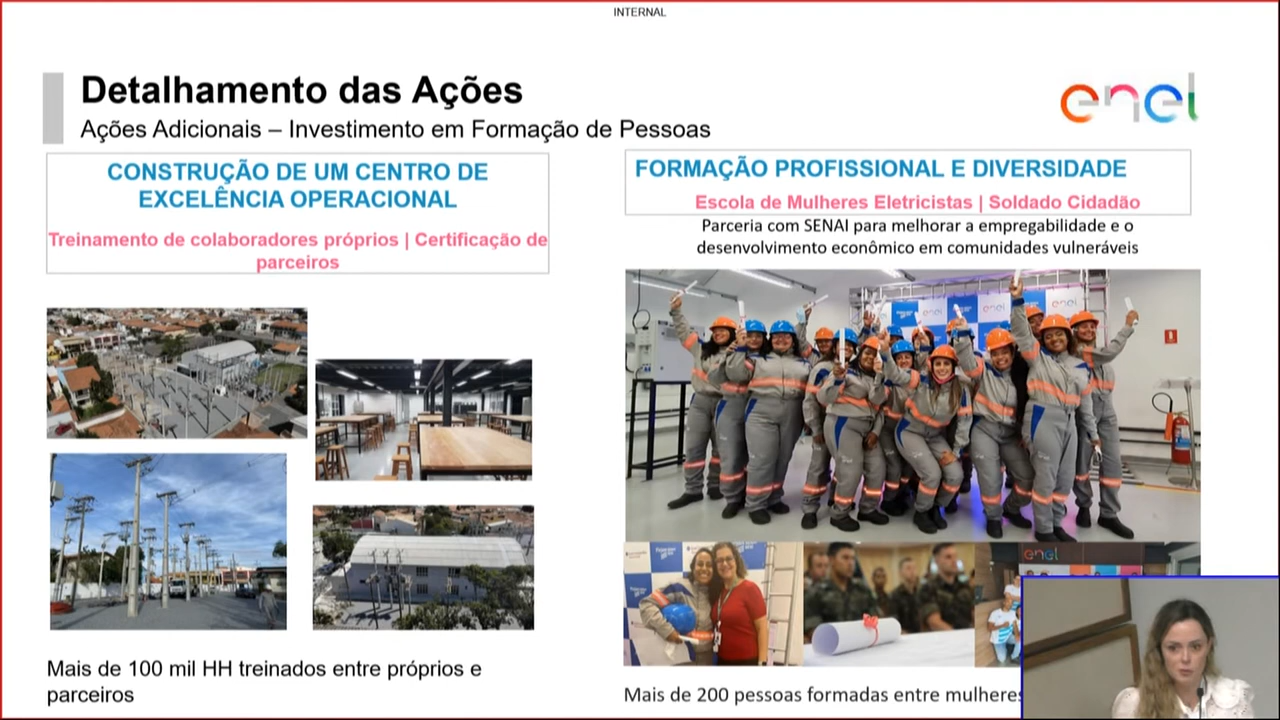 INTERNAL
Detalhamento das Ações
Ações Adicionais – Investimento em Formação de Pessoas
enel
CONSTRUÇÃO DE UM CENTRO DE
EXCELÊNCIA OPERACIONAL
Treinamento de colaboradores próprios | Certificação de
parceiros
FORMAÇÃO PROFISSIONAL E DIVERSIDADE
Escola de Mulheres Eletricistas | Soldado Cidadão
Parceria com SENAI para melhorar a empregabilidade e o
desenvolvimento econômico em comunidades vulneráveis
enel
enel
enel
Mais de 100 mil HH treinados entre próprios e
parceiros
Mais de 200 pessoas formadas entre mulheres